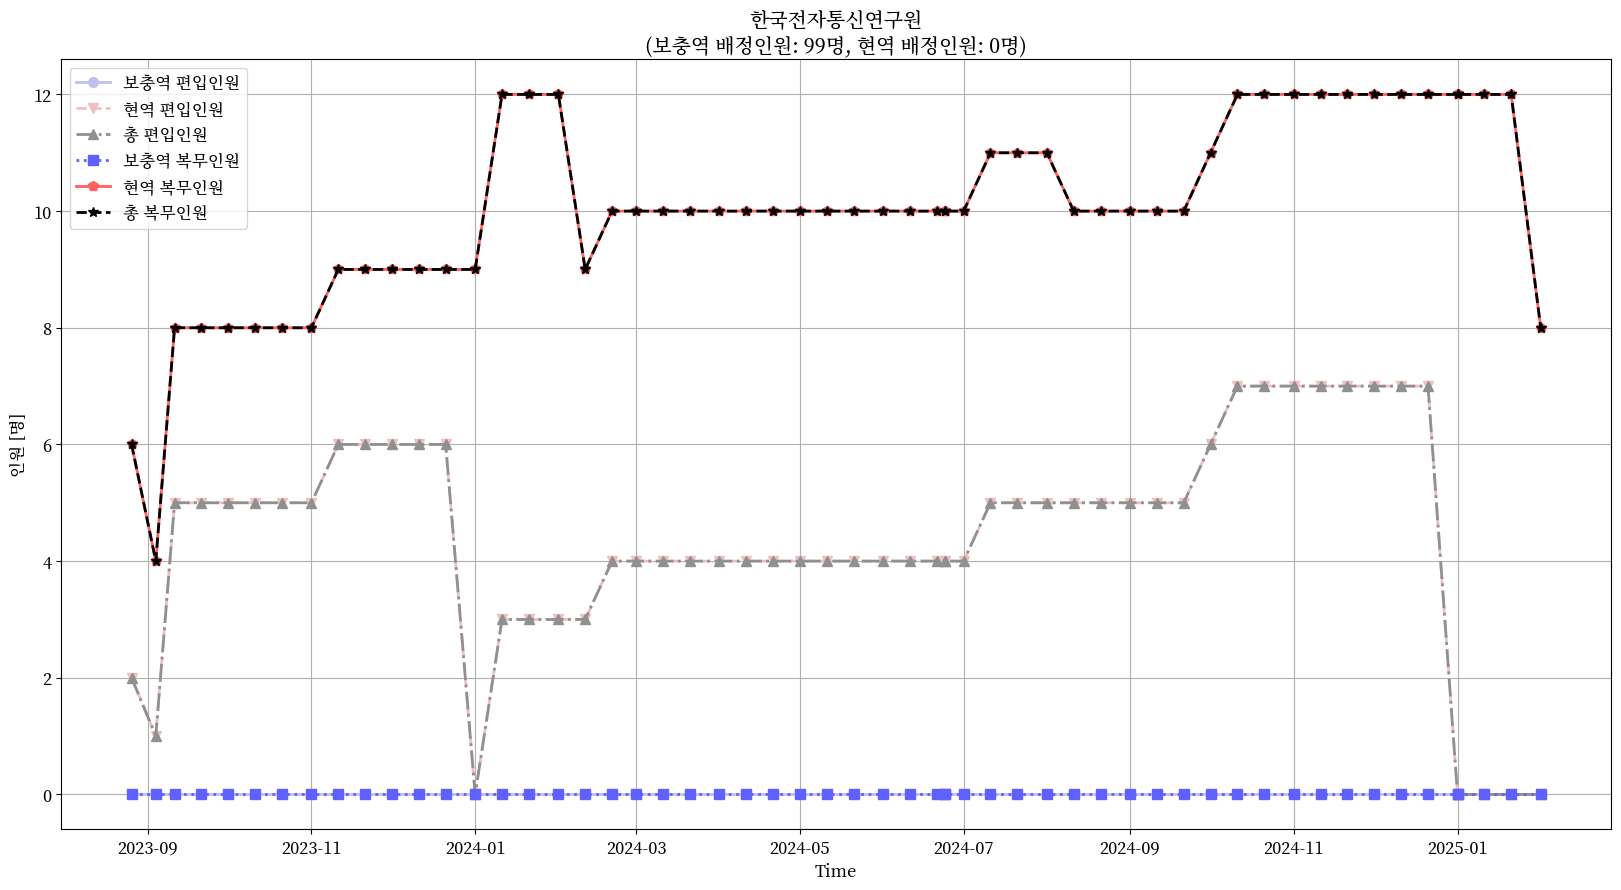 한국전자통신연구원
(보충역 배정인원: 99명, 현역 배정인원: 0명)
보충역 편입인원
현역 편입인원
총 편입인원
보충역 복무인원
현역 복무인원
총 복무인원
12
10
8
6
4
2
0
인원 [명]
2023-09 2023-11 2024-01 2024-03 2024-05 2024-07 2024-09 2024-11 2025-01
Time